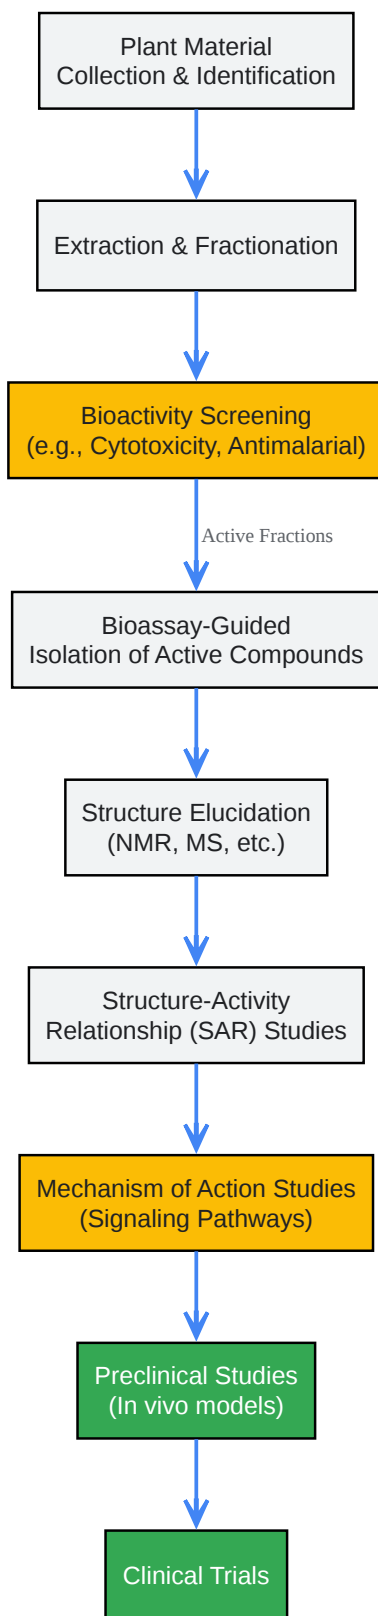 Plant Material
Collection & Identification
Extraction & Fractionation
Bioactivity Screening
(e.g., Cytotoxicity, Antimalarial)
Active Fractions
Bioassay-Guided
Isolation of Active Compounds
Structure Elucidation
(NMR, MS, etc.)
Structure-Activity
Relationship (SAR) Studies
Mechanism of Action Studies
(Signaling Pathways)
Preclinical Studies
(In vivo models)
Clinical Trials